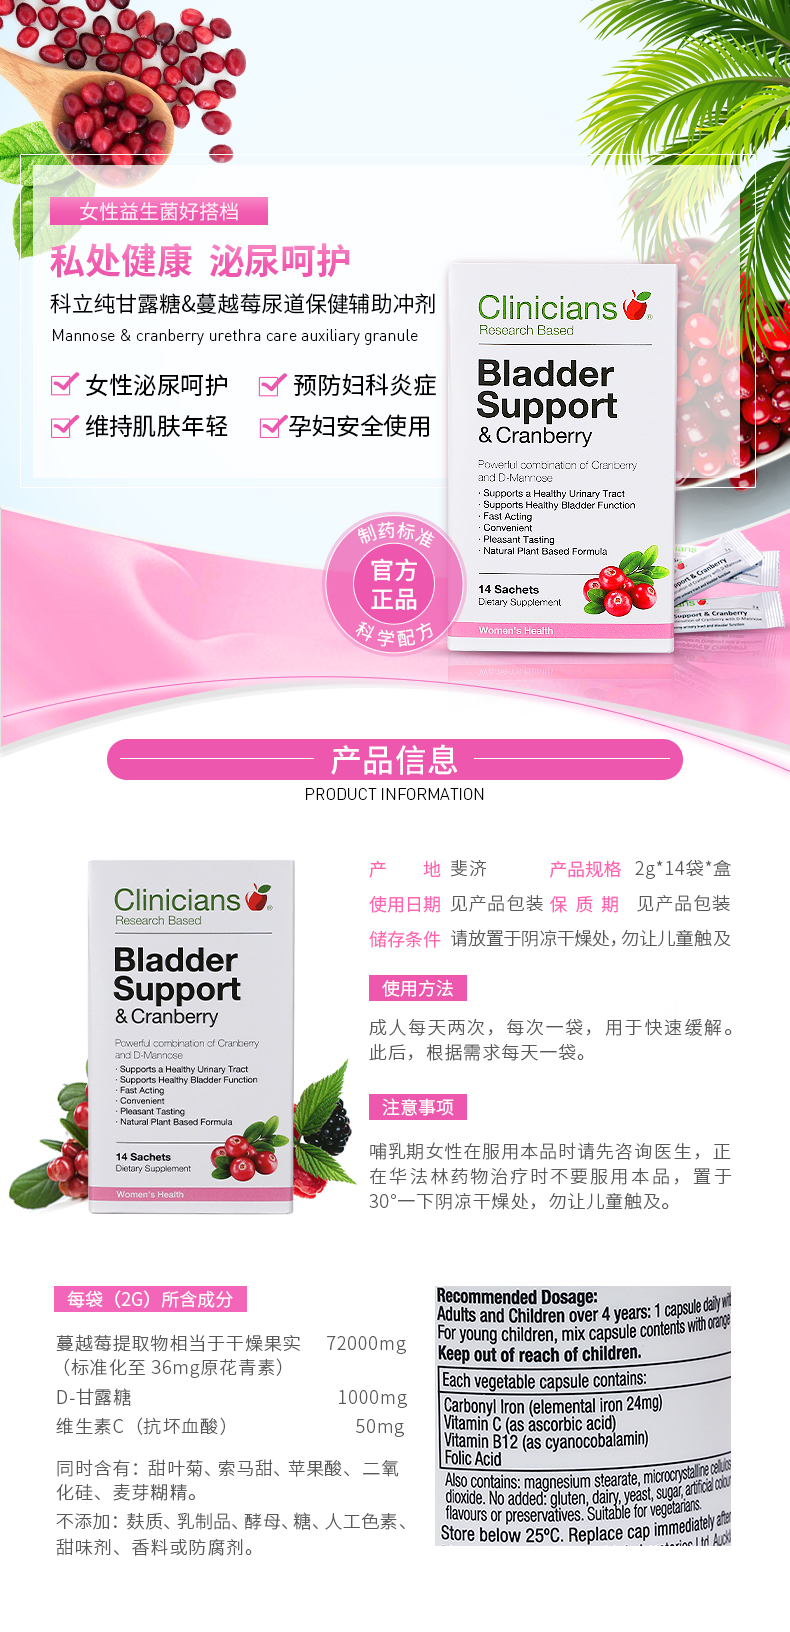 女性益生菌好搭档
私处健康 泌尿呵护
科立纯甘露糖&蔓越莓尿道保健辅助冲剂
Mannose & cranberry urethra care auxiliary granule
女性泌尿呵护
预防妇科炎症
维持肌肤年轻
孕妇安全使用
制药标准
官方
正品
科学配方
Clinicians
Research Based
Bladder
Support
& Cranberry
Powerful combination of Cranberry
and D-Mannose
· Supports a Healthy Urinary Tract
· Supports Healthy Bladder Function
· Fast Acting
· Convenient
· Pleasant Tasting
· Natural Plant Based Formula
14 Sachets
Dietary Supplement
Women's Health
产品信息
PRODUCT INFORMATION
Clinicians
Research Based
Bladder
Support
& Cranberry
Powerful combination of Cranberry
and D-Mannose
· Supports a Healthy Urinary Tract
· Supports Healthy Bladder Function
· Fast Acting
· Convenient
· Pleasant Tasting
· Natural Plant Based Formula
14 Sachets
Dietary Supplement
Women's Health
产 地 斐济 产品规格 2g*14袋*盒
使用日期 见产品包装 保 质 期 见产品包装
储存条件 请放置于阴凉干燥处，勿让儿童触及
使用方法
成人每天两次，每次一袋，用于快速缓解。
此后，根据需求每天一袋。
注意事项
哺乳期女性在服用本品时请先咨询医生，正
在华法林药物治疗时不要服用本品，置于
30°一下阴凉干燥处，勿让儿童触及。
每袋（2G）所含成分
蔓越莓提取物相当于干燥果实 72000mg
（标准化至 36mg原花青素）
D-甘露糖 1000mg
维生素C（抗坏血酸） 50mg
同时含有：甜叶菊、索马甜、苹果酸、二氧
化硅、麦芽糊精。
不添加：麸质、乳制品、酵母、糖、人工色素、
甜味剂、香料或防腐剂。
Recommended Dosage:
Adults and Children over 4 years: 1 capsule daily
For young children, mix capsule contents with orange
Keep out of reach of children.
Each vegetable capsule contains:
Carbonyl Iron (elemental iron 24mg)
Vitamin C (as ascorbic acid)
Vitamin B12 (as cyanocobalamin)
Folic Acid
Also contains: magnesium stearate, microcrystalline
dioxide. No added: gluten, dairy, yeast, sugar, artificial
flavours or preservatives. Suitable for vegetarians.
Store below 25°C. Replace cap immediately